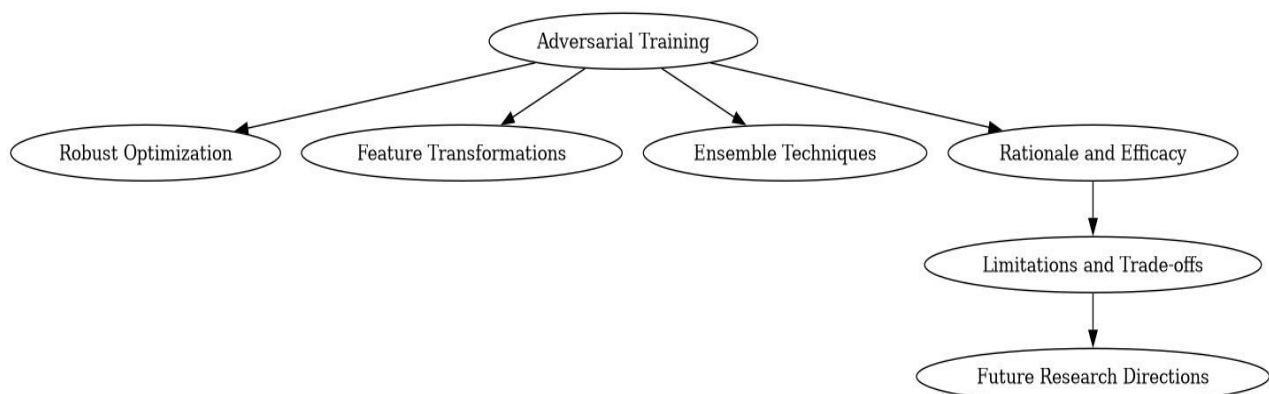 Adversarial Training
Robust Optimization
Feature Transformations
Ensemble Techniques
Rationale and Efficacy
Limitations and Trade-offs
Future Research Directions